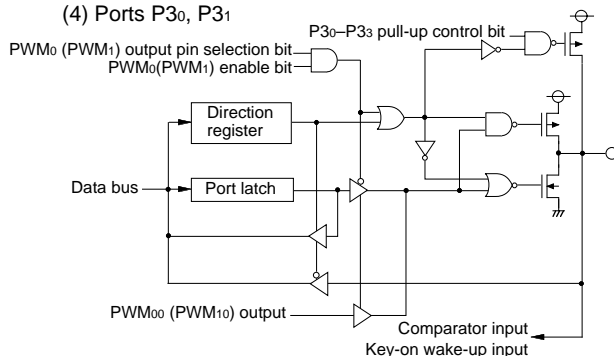 (4) Ports P3₀, P3₁
P3₀–P3₃ pull-up control bit
PWM₀ (PWM₁) output pin selection bit
PWM₀(PWM₁) enable bit
Direction
register
Data bus
Port latch
PWM₀₀ (PWM₁₀) output
Comparator input
Key-on wake-up input